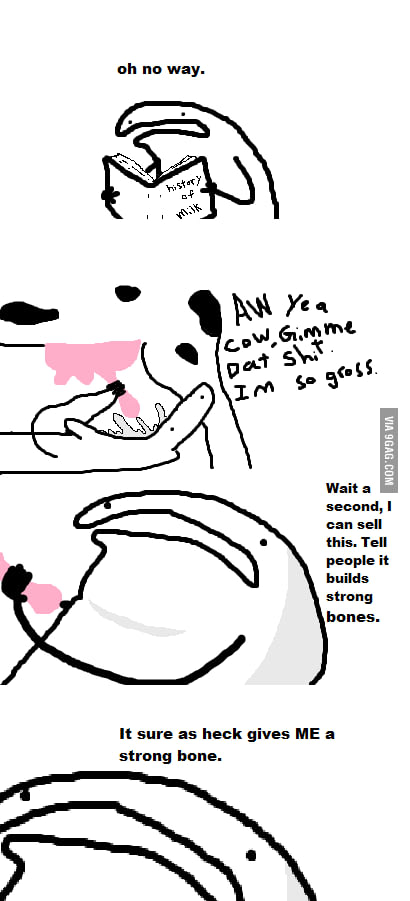 oh no way.
history
of
milk
AW Yea
cow. Gimme
Dat shit.
Im so gross.
VIA 9GAG.COM
Wait a
second, I
can sell
this. Tell
people it
builds
strong
bones.
It sure as heck gives ME a
strong bone.